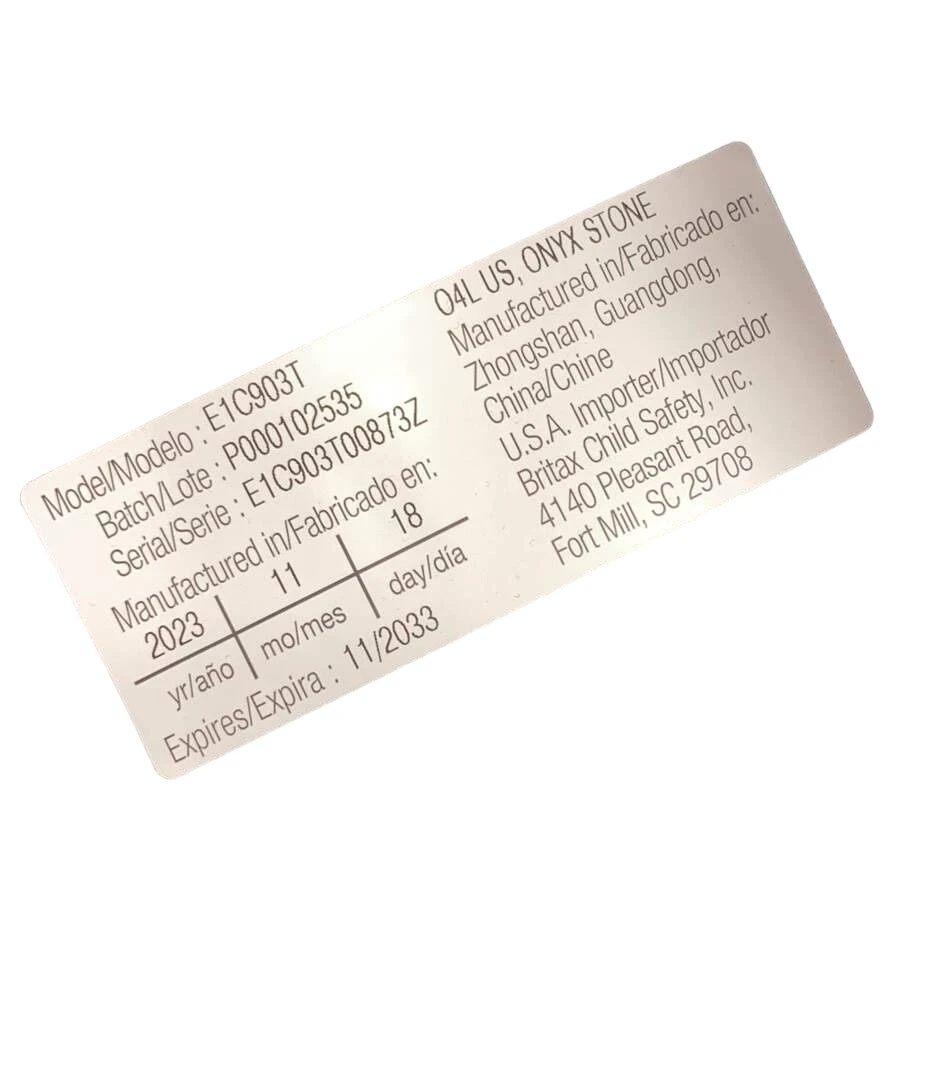 Model/Modelo : E1C903T
Batch/Lote : P000102535
Serial/Serie : E1C903T00873Z
Manufactured in/Fabricado en:
2023 11 18
yr/año mo/mes day/día
Expires/Expira : 11/2033
O4L US, ONYX STONE
Manufactured in/Fabricado en:
Zhongshan, Guangdong,
China/Chine
U.S.A. Importer/Importador
Britax Child Safety, Inc.
4140 Pleasant Road,
Fort Mill, SC 29708